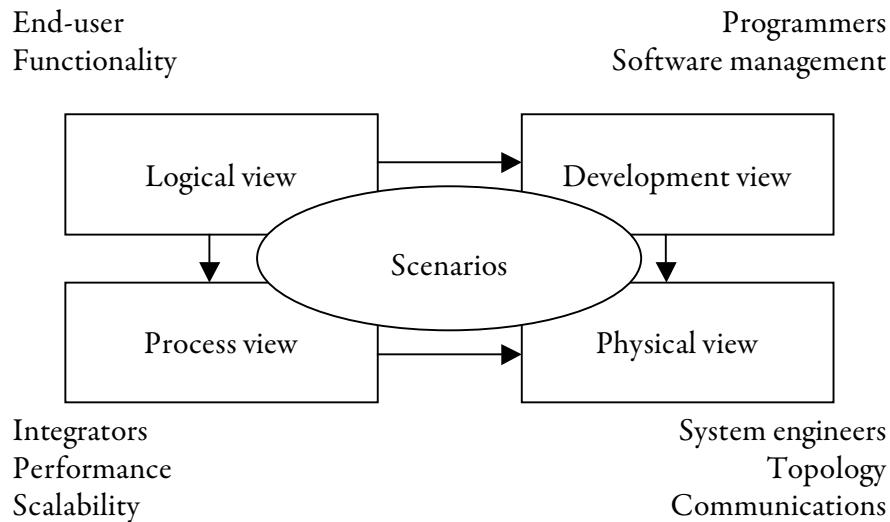 End-user
Functionality
Programmers
Software management
Logical view
Development view
Scenarios
Process view
Physical view
Integrators
Performance
Scalability
System engineers
Topology
Communications